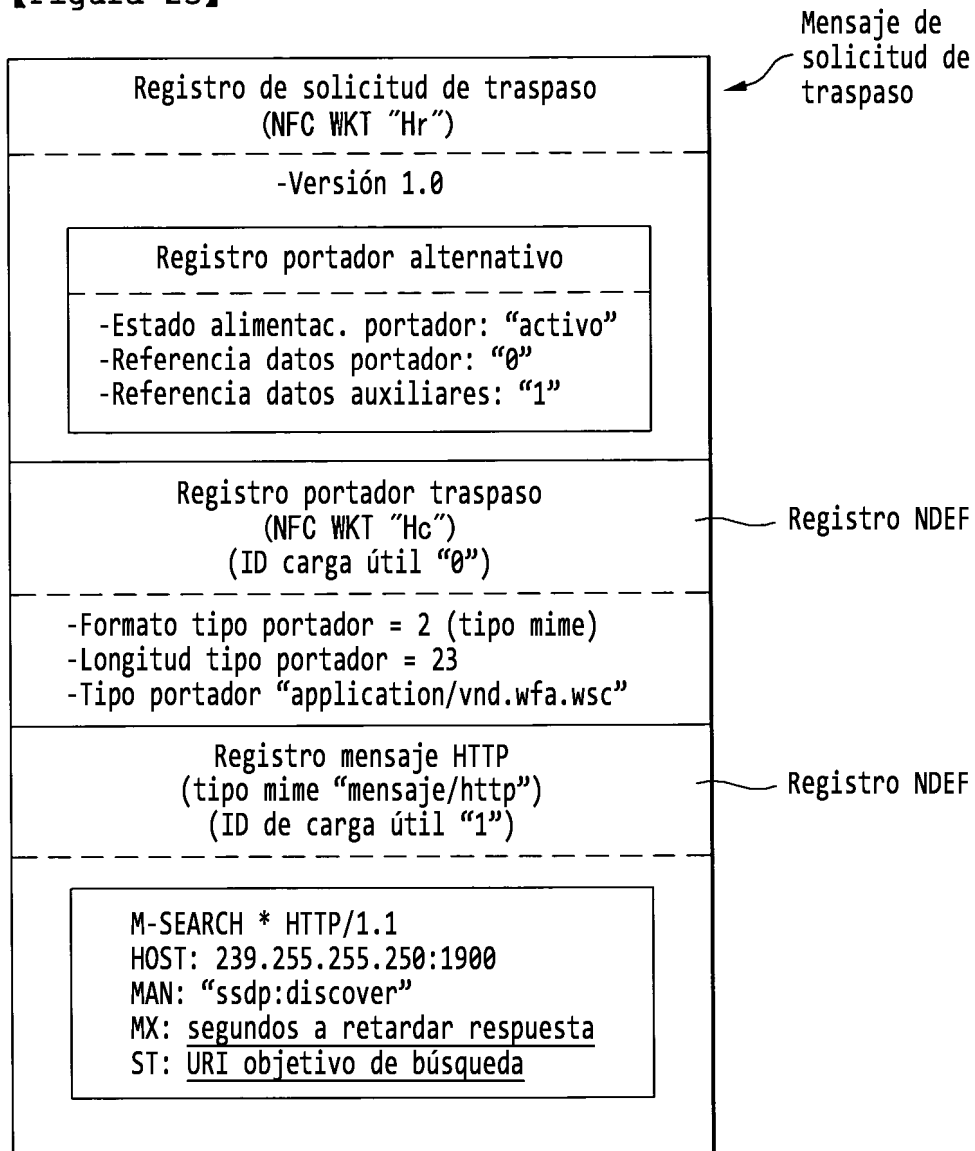 Mensaje de
solicitud de
traspaso
Registro de solicitud de traspaso
(NFC WKT ″Hr″)
-Versión 1.0
Registro portador alternativo
-Estado alimentac. portador: “activo”
-Referencia datos portador: “0”
-Referencia datos auxiliares: “1”
Registro portador traspaso
(NFC WKT ″Hc″)
(ID carga útil “0”)
Registro NDEF
-Formato tipo portador = 2 (tipo mime)
-Longitud tipo portador = 23
-Tipo portador “application/vnd.wfa.wsc”
Registro mensaje HTTP
(tipo mime “mensaje/http”)
(ID de carga útil “1”)
Registro NDEF
M-SEARCH * HTTP/1.1
HOST: 239.255.255.250:1900
MAN: “ssdp:discover”
MX: segundos a retardar respuesta
ST: URI objetivo de búsqueda